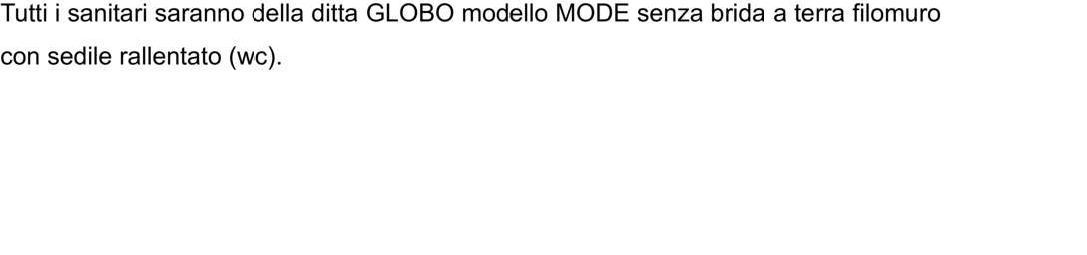 Tutti i sanitari saranno della ditta GLOBO modello MODE senza brida a terra filomuro
con sedile rallentato (wc).